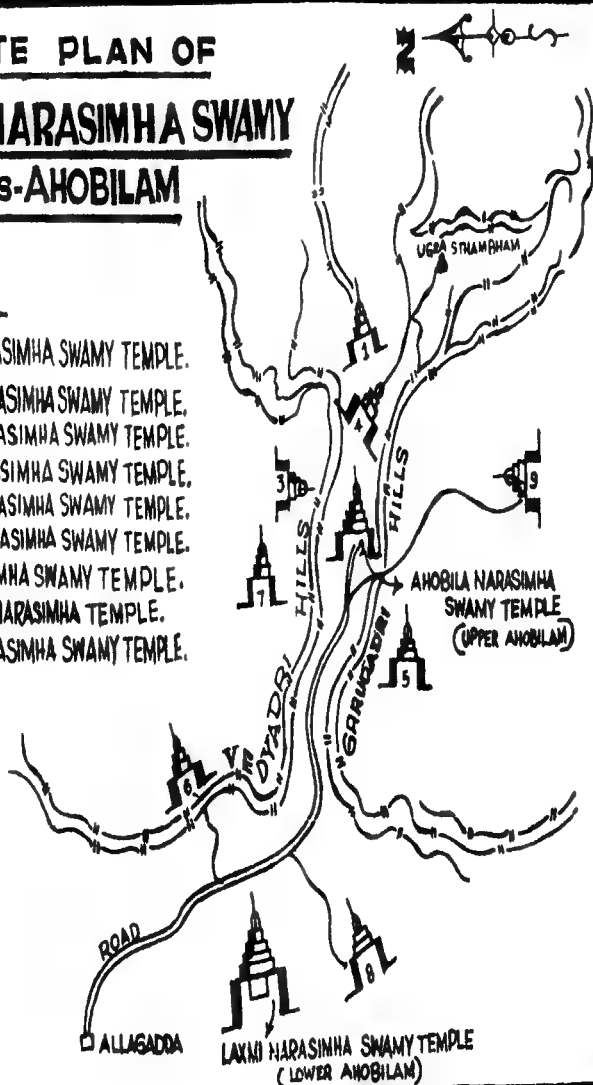 TE PLAN OF
NARASIMHA SWAMY
S-AHOBILAM
N
UGRA STHAMBHAM
ASIMHA SWAMY TEMPLE.
ASIMHA SWAMY TEMPLE.
ASIMHA SWAMY TEMPLE.
ASIMHA SWAMY TEMPLE.
ASIMHA SWAMY TEMPLE.
ASIMHA SWAMY TEMPLE.
MHA SWAMY TEMPLE.
NARASIMHA TEMPLE.
ASIMHA SWAMY TEMPLE.
1
4
3
9
HILLS
HILLS
7
AHOBILA NARASIMHA
SWAMY TEMPLE
(UPPER AHOBILAM)
5
GARUDADRI
DYADRI
V
6
ROAD
8
ALLAGADDA
LAXMI NARASIMHA SWAMY TEMPLE
(LOWER AHOBILAM)